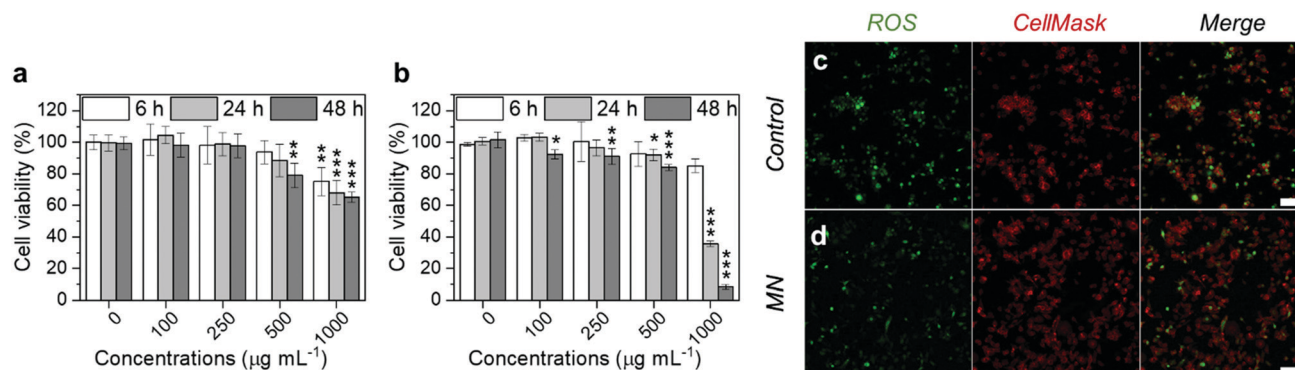 ROS CellMask Merge
a
120
100
80
60
40
20
0
Cell viability (%)
6 h 24 h 48 h
** ** *** ***
0 100 250 500 1000
Concentrations (μg mL⁻¹)
b
120
100
80
60
40
20
0
Cell viability (%)
6 h 24 h 48 h
* ** * *** *** ***
0 100 250 500 1000
Concentrations (μg mL⁻¹)
Control
c
MN
d